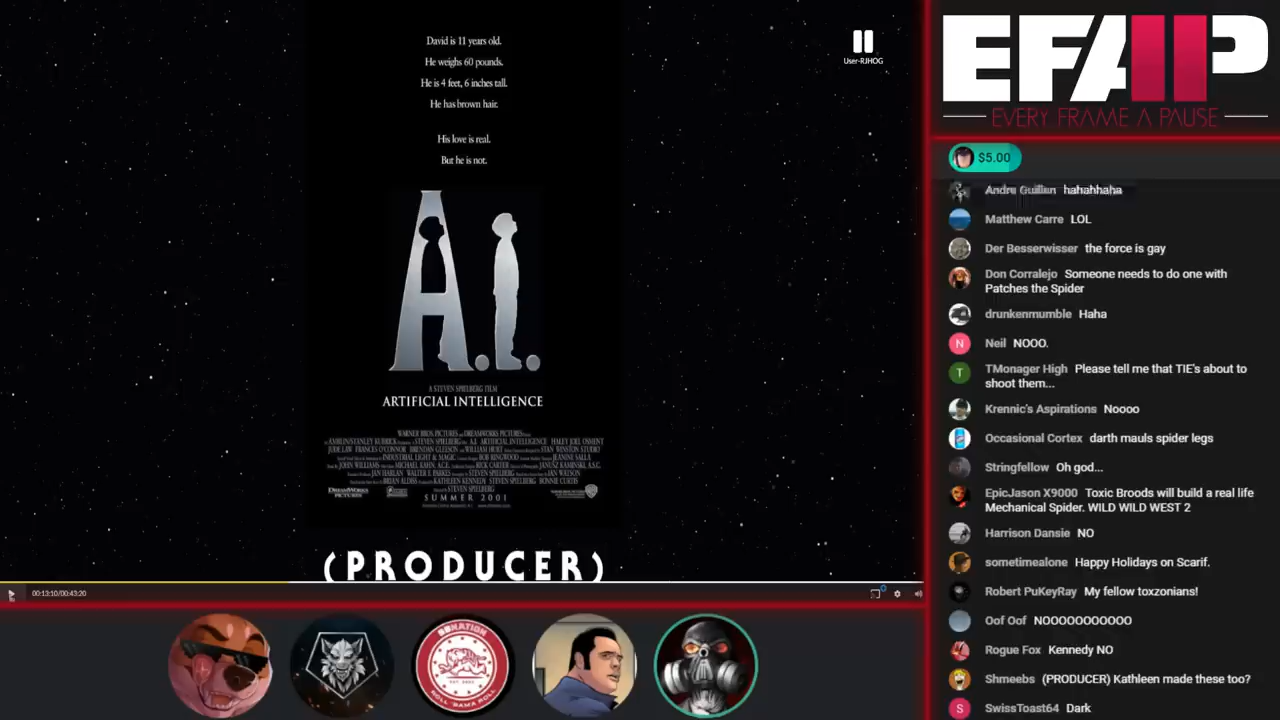 David is 11 years old.
He weighs 60 pounds.
He is 4 feet, 6 inches tall.
He has brown hair.
His love is real.
But he is not.
A.I.
A STEVEN SPIELBERG FILM
ARTIFICIAL INTELLIGENCE
SUMMER 2001
(PRODUCER)
User-RJHOG
00:13:10/00:43:20
EFAP
EVERY FRAME A PAUSE
$5.00
Andre Guillen hahahhaha
Matthew Carre LOL
Der Besserwisser the force is gay
Don Corralejo Someone needs to do one with
Patches the Spider
drunkenmumble Haha
N
Neil NOOO.
T
TMonager High Please tell me that TIE's about to
shoot them...
Krennic's Aspirations Noooo
Occasional Cortex darth mauls spider legs
Stringfellow Oh god...
EpicJason X9000 Toxic Broods will build a real life
Mechanical Spider. WILD WILD WEST 2
Harrison Dansie NO
sometimealone Happy Holidays on Scarif.
Robert PuKeyRay My fellow toxzonians!
Oof Oof NOOOOOOOOOOO
Rogue Fox Kennedy NO
Shmeebs (PRODUCER) Kathleen made these too?
S
SwissToast64 Dark